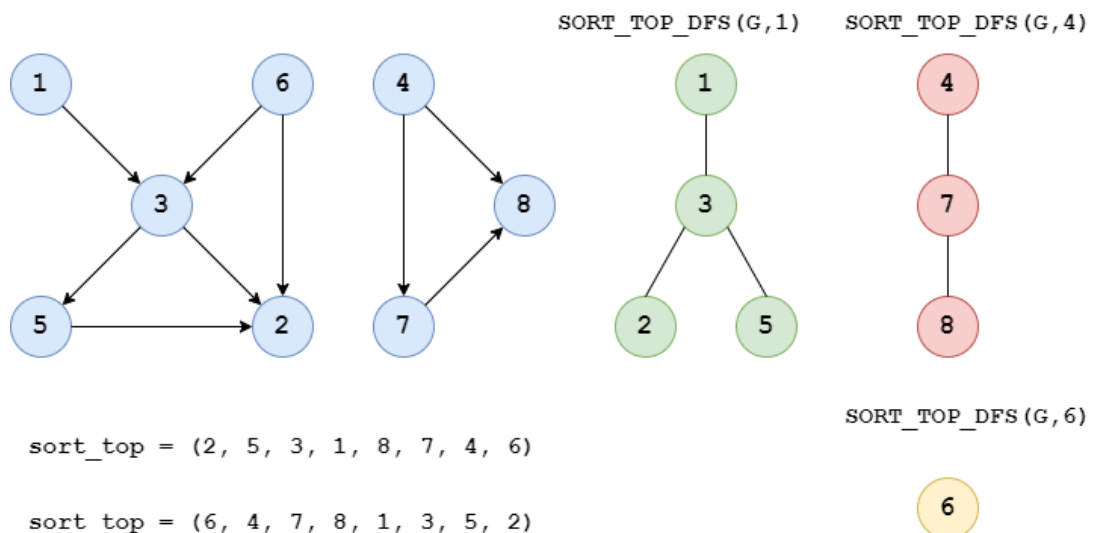 SORT_TOP_DFS(G,1) SORT_TOP_DFS(G,4)
1 6 4 1 4
3 8 3 7
5 2 7 2 5 8
SORT_TOP_DFS(G,6)
sort_top = (2, 5, 3, 1, 8, 7, 4, 6)
6
sort top = (6, 4, 7, 8, 1, 3, 5, 2)